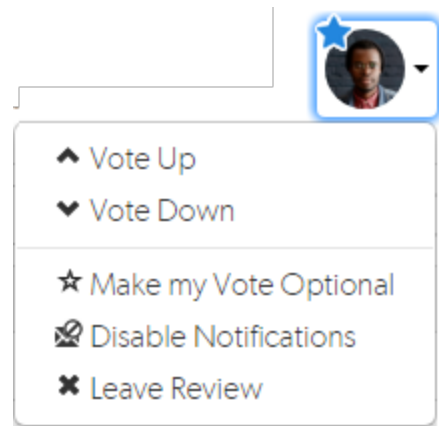 Vote Up
Vote Down
Make my Vote Optional
Disable Notifications
Leave Review